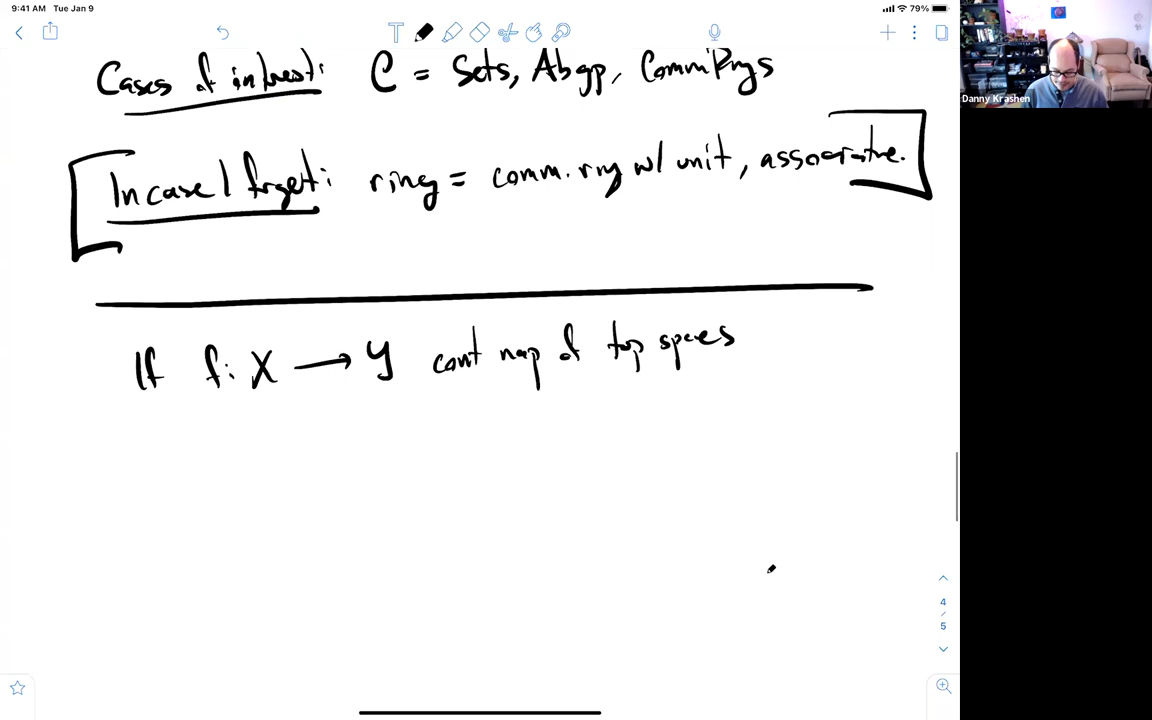 9:41 AM Tue Jan 9
79%
Cases of interest: C = Sets, Abgp, CommRngs
In case I forget: ring = comm. ring w/ unit, associative.
If f: X → Y cont map of top spaces
Danny Krashen
4
/
5